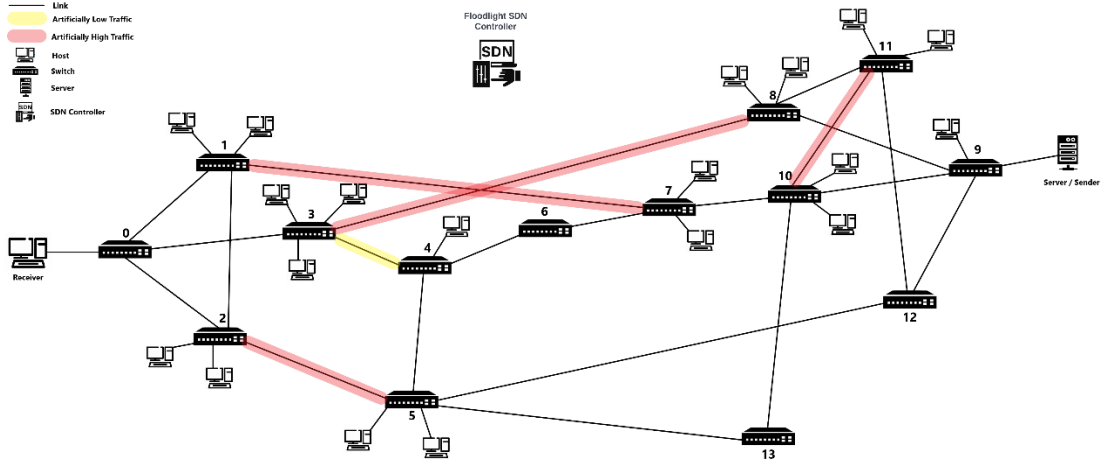 Link
Artificially Low Traffic
Artificially High Traffic
Host
Switch
Server
SDN
SDN Controller
Floodlight SDN
Controller
SDN
11
8
1
9
10
Server / Sender
7
3
6
0
4
Receiver
2
12
5
13